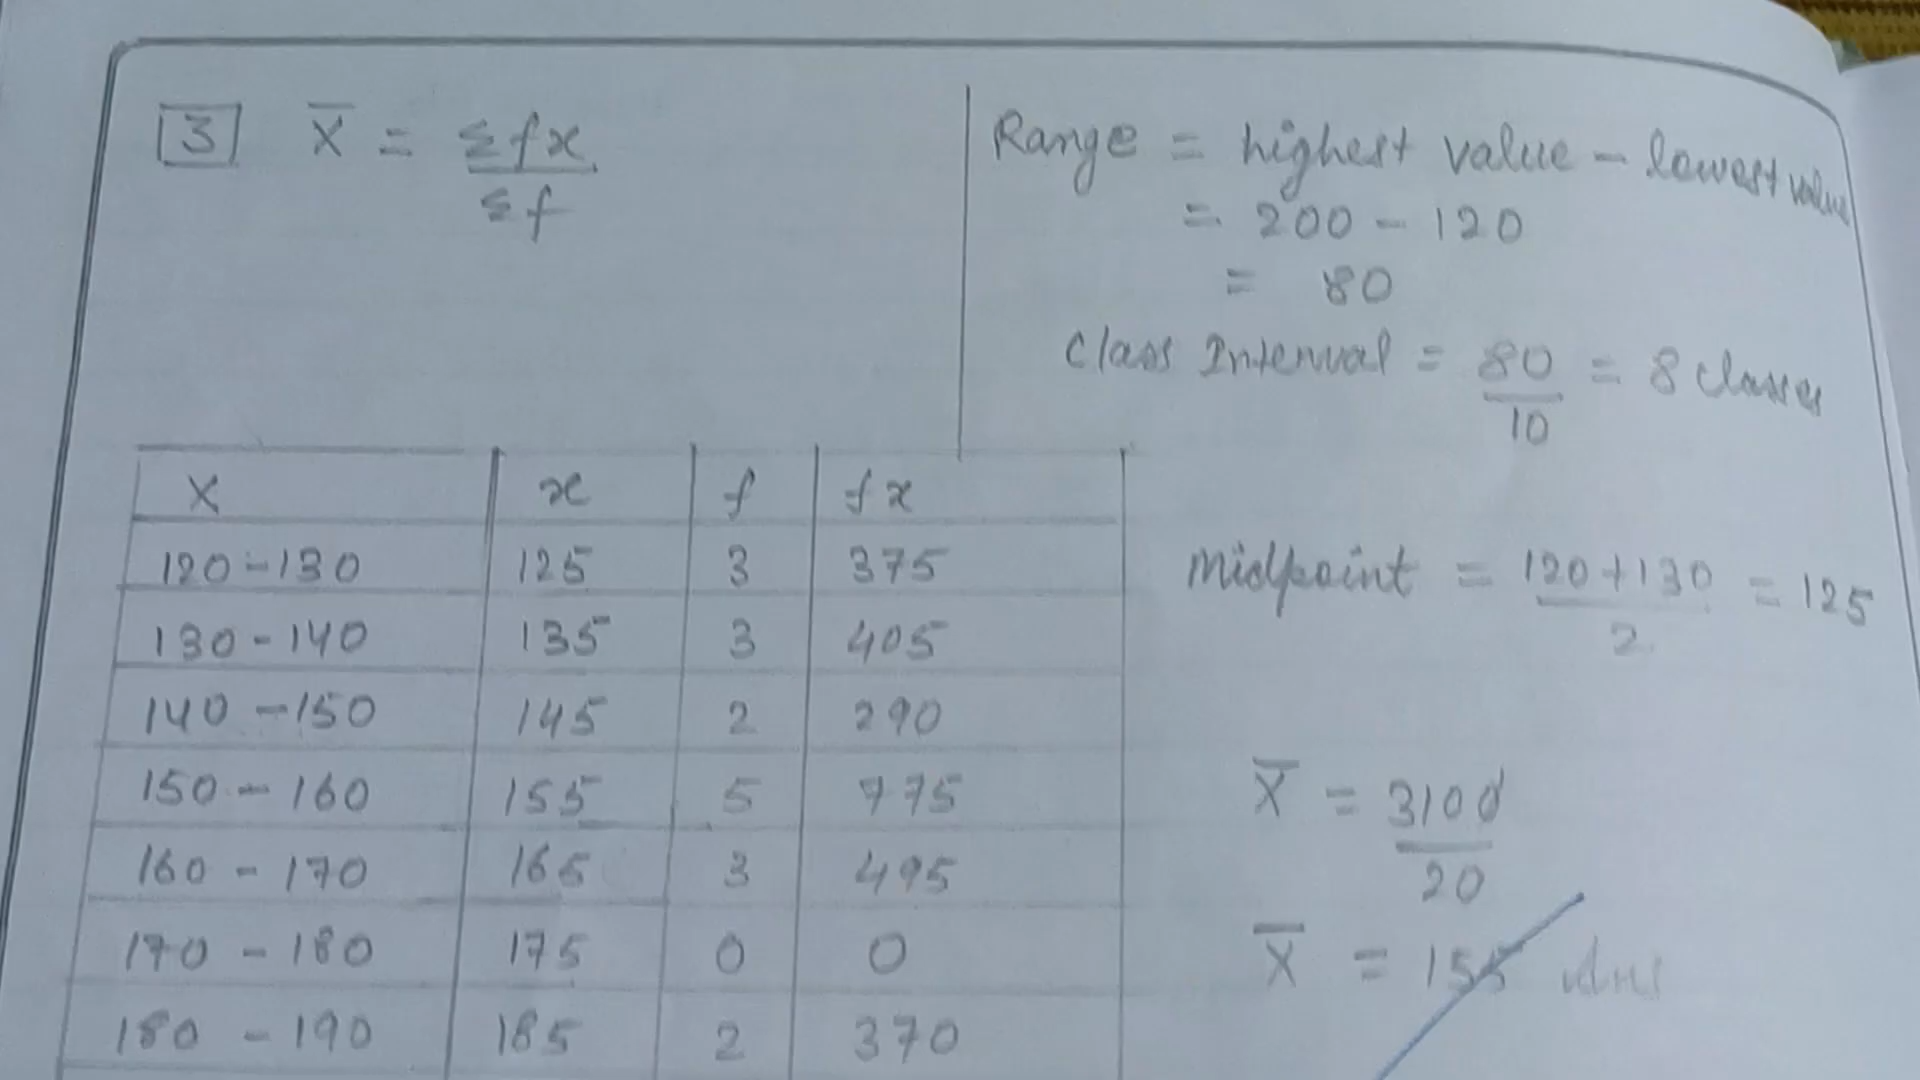 3 X̄ = Σfx / Σf
Range = highest value - lowest value
= 200 - 120
= 80
Class Interval = 80/10 = 8 classes
X x f fx
120-130 125 3 375
130-140 135 3 405
140-150 145 2 290
150-160 155 5 775
160-170 165 3 495
170-180 175 0 0
180-190 185 2 370
Midpoint = 120+130 / 2 = 125
X̄ = 3100 / 20
X̄ = 155 Ans